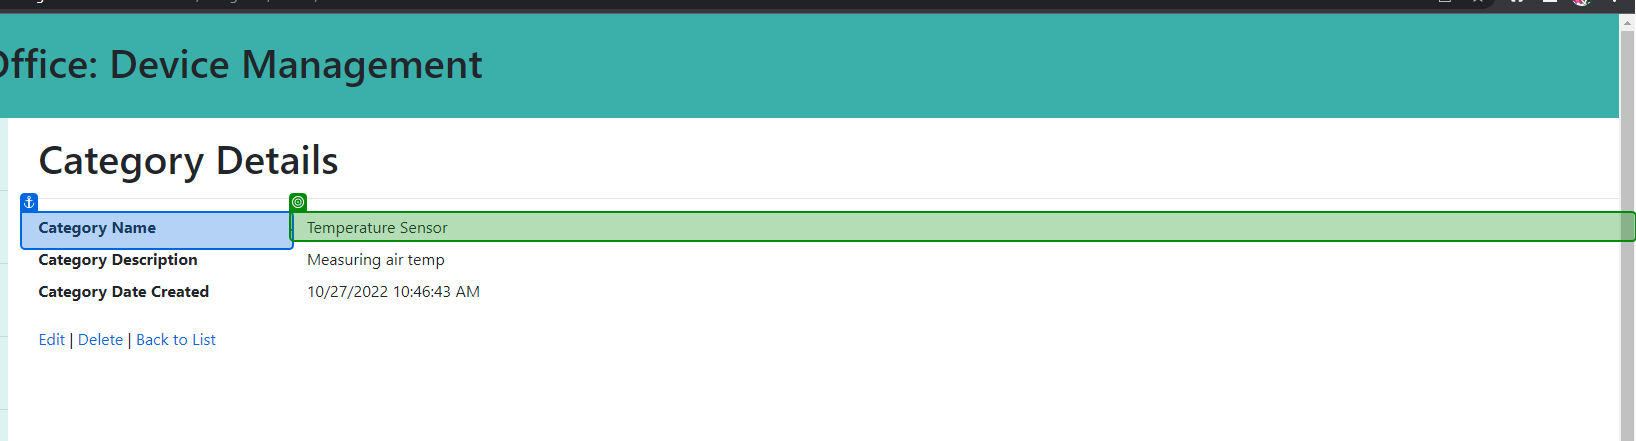 Office: Device Management
Category Details
Category Name Temperature Sensor
Category Description Measuring air temp
Category Date Created 10/27/2022 10:46:43 AM
Edit | Delete | Back to List